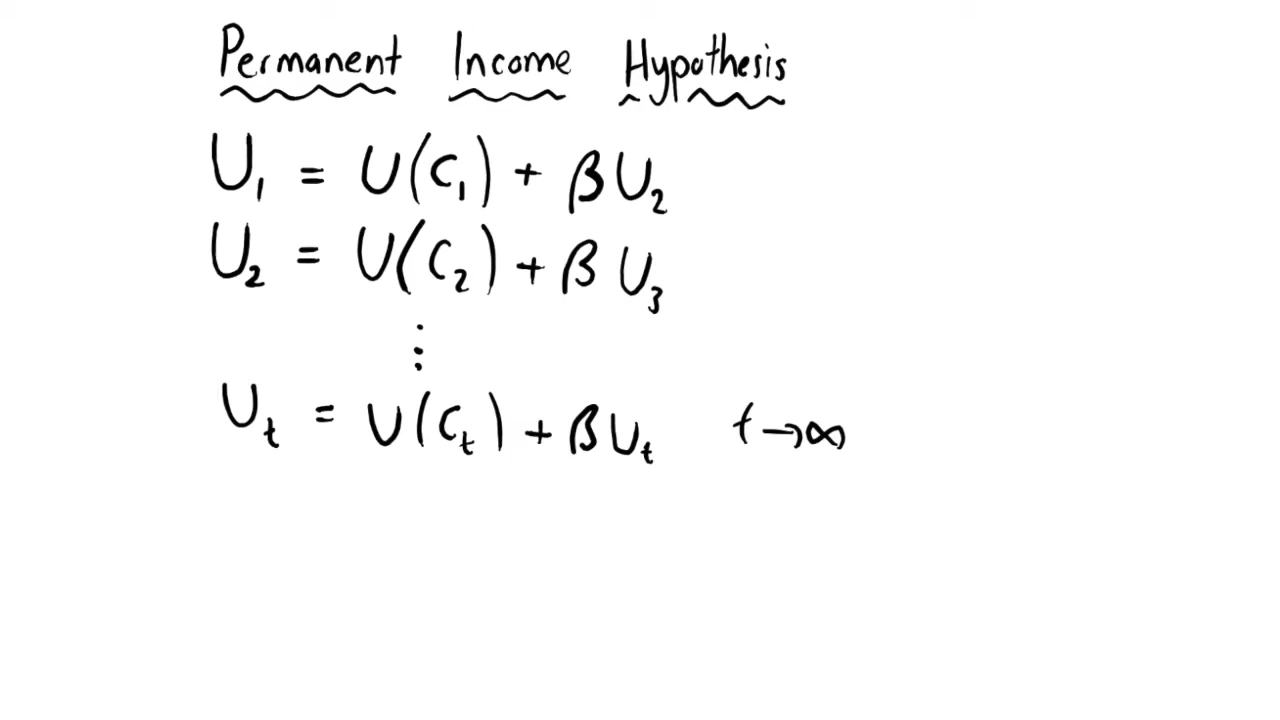 Permanent Income Hypothesis
U₁ = U(C₁) + βU₂
U₂ = U(C₂) + βU₃
⋮
Uₜ = U(Cₜ) + βUₜ t→∞